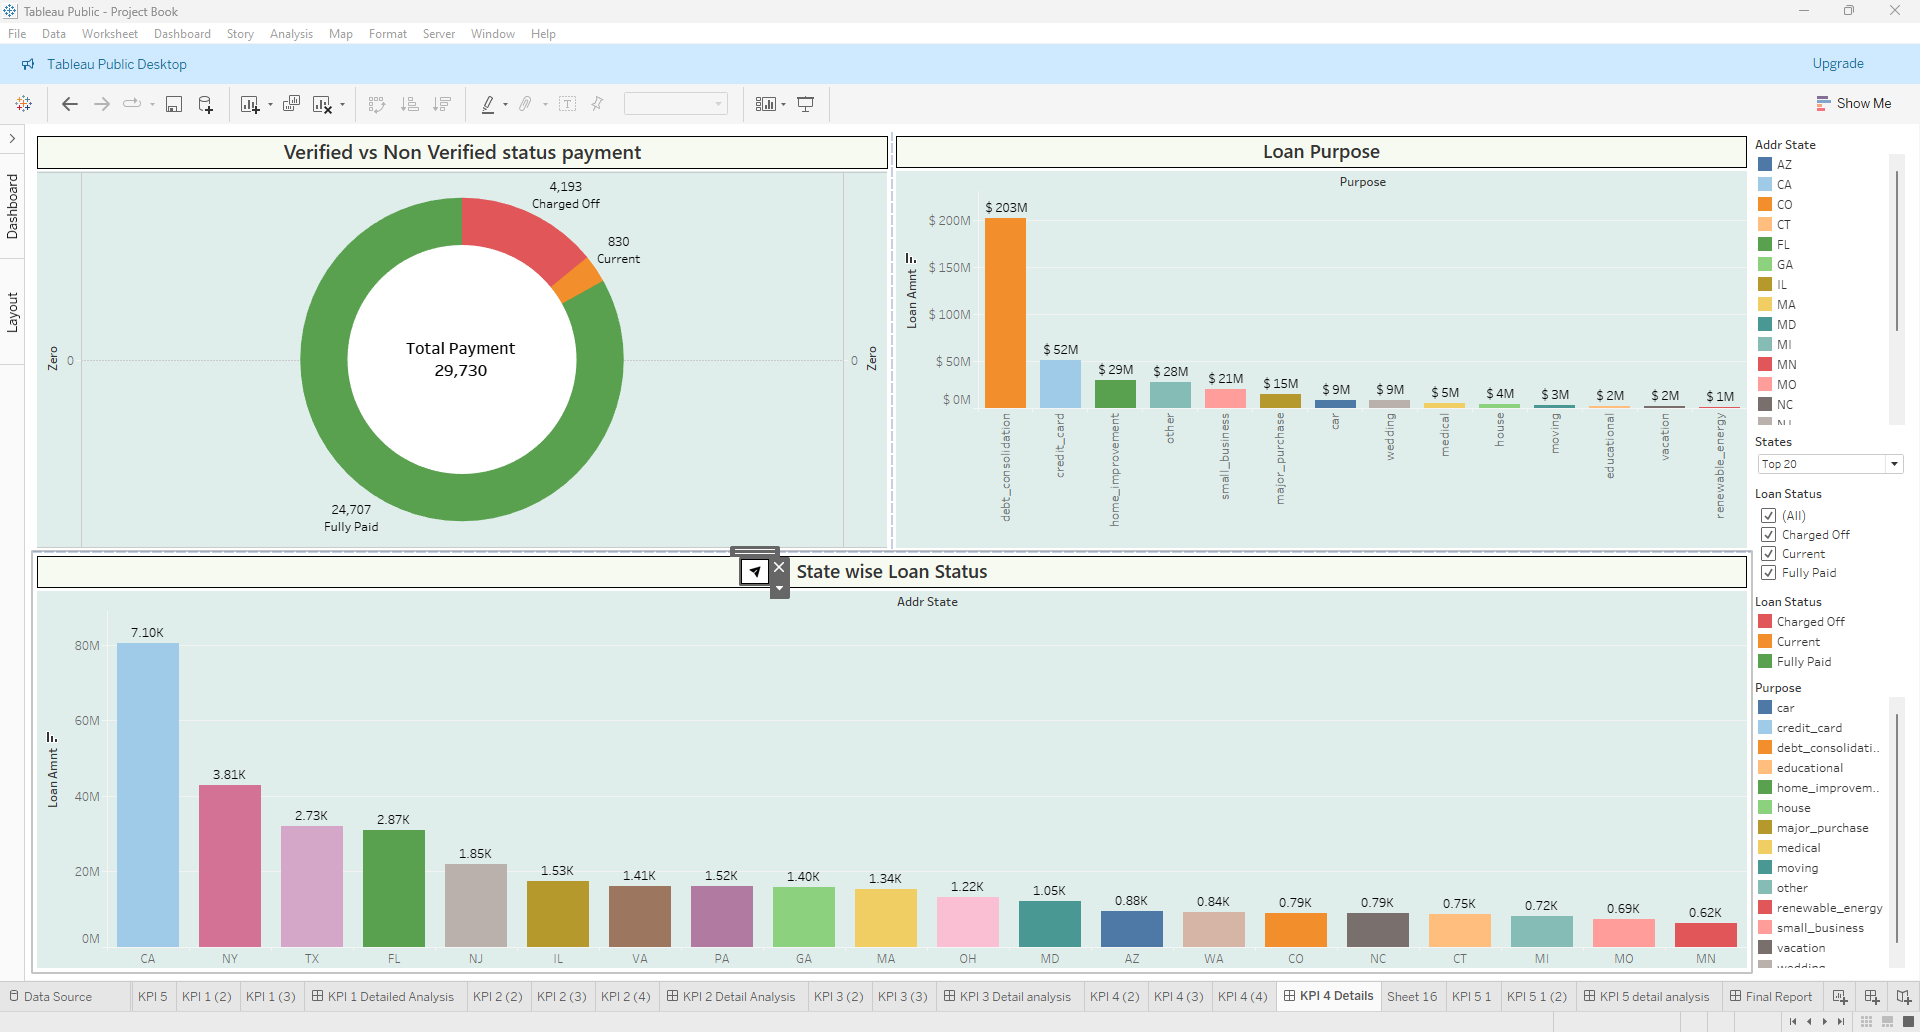 Tableau Public - Project Book
File Data Worksheet Dashboard Story Analysis Map Format Server Window Help
Tableau Public Desktop
Upgrade
Show Me
Dashboard
Layout
Verified vs Non Verified status payment
4,193
Charged Off
830
Current
Total Payment
29,730
Zero
0
0
Zero
24,707
Fully Paid
Loan Purpose
Purpose
Loan Amnt
$ 200M
$ 150M
$ 100M
$ 50M
$ 0M
$ 203M
$ 52M
$ 29M
$ 28M
$ 21M
$ 15M
$ 9M
$ 9M
$ 5M
$ 4M
$ 3M
$ 2M
$ 2M
$ 1M
debt_consolidation
credit_card
home_improvement
other
small_business
major_purchase
car
wedding
medical
house
moving
educational
vacation
renewable_energy
State wise Loan Status
Addr State
Loan Amnt
80M
60M
40M
20M
0M
7.10K
3.81K
2.73K
2.87K
1.85K
1.53K
1.41K
1.52K
1.40K
1.34K
1.22K
1.05K
0.88K
0.84K
0.79K
0.79K
0.75K
0.72K
0.69K
0.62K
CA NY TX FL NJ IL VA PA GA MA OH MD AZ WA CO NC CT MI MO MN
Addr State
AZ
CA
CO
CT
FL
GA
IL
MA
MD
MI
MN
MO
NC
States
Top 20
Loan Status
(All)
Charged Off
Current
Fully Paid
Loan Status
Charged Off
Current
Fully Paid
Purpose
car
credit_card
debt_consolidati..
educational
home_improvem..
house
major_purchase
medical
moving
other
renewable_energy
small_business
vacation
wedding
Data Source KPI 5 KPI 1 (2) KPI 1 (3) KPI 1 Detailed Analysis KPI 2 (2) KPI 2 (3) KPI 2 (4) KPI 2 Detail Analysis KPI 3 (2) KPI 3 (3) KPI 3 Detail analysis KPI 4 (2) KPI 4 (3) KPI 4 (4) KPI 4 Details Sheet 16 KPI 5 1 KPI 5 1 (2) KPI 5 detail analysis Final Report